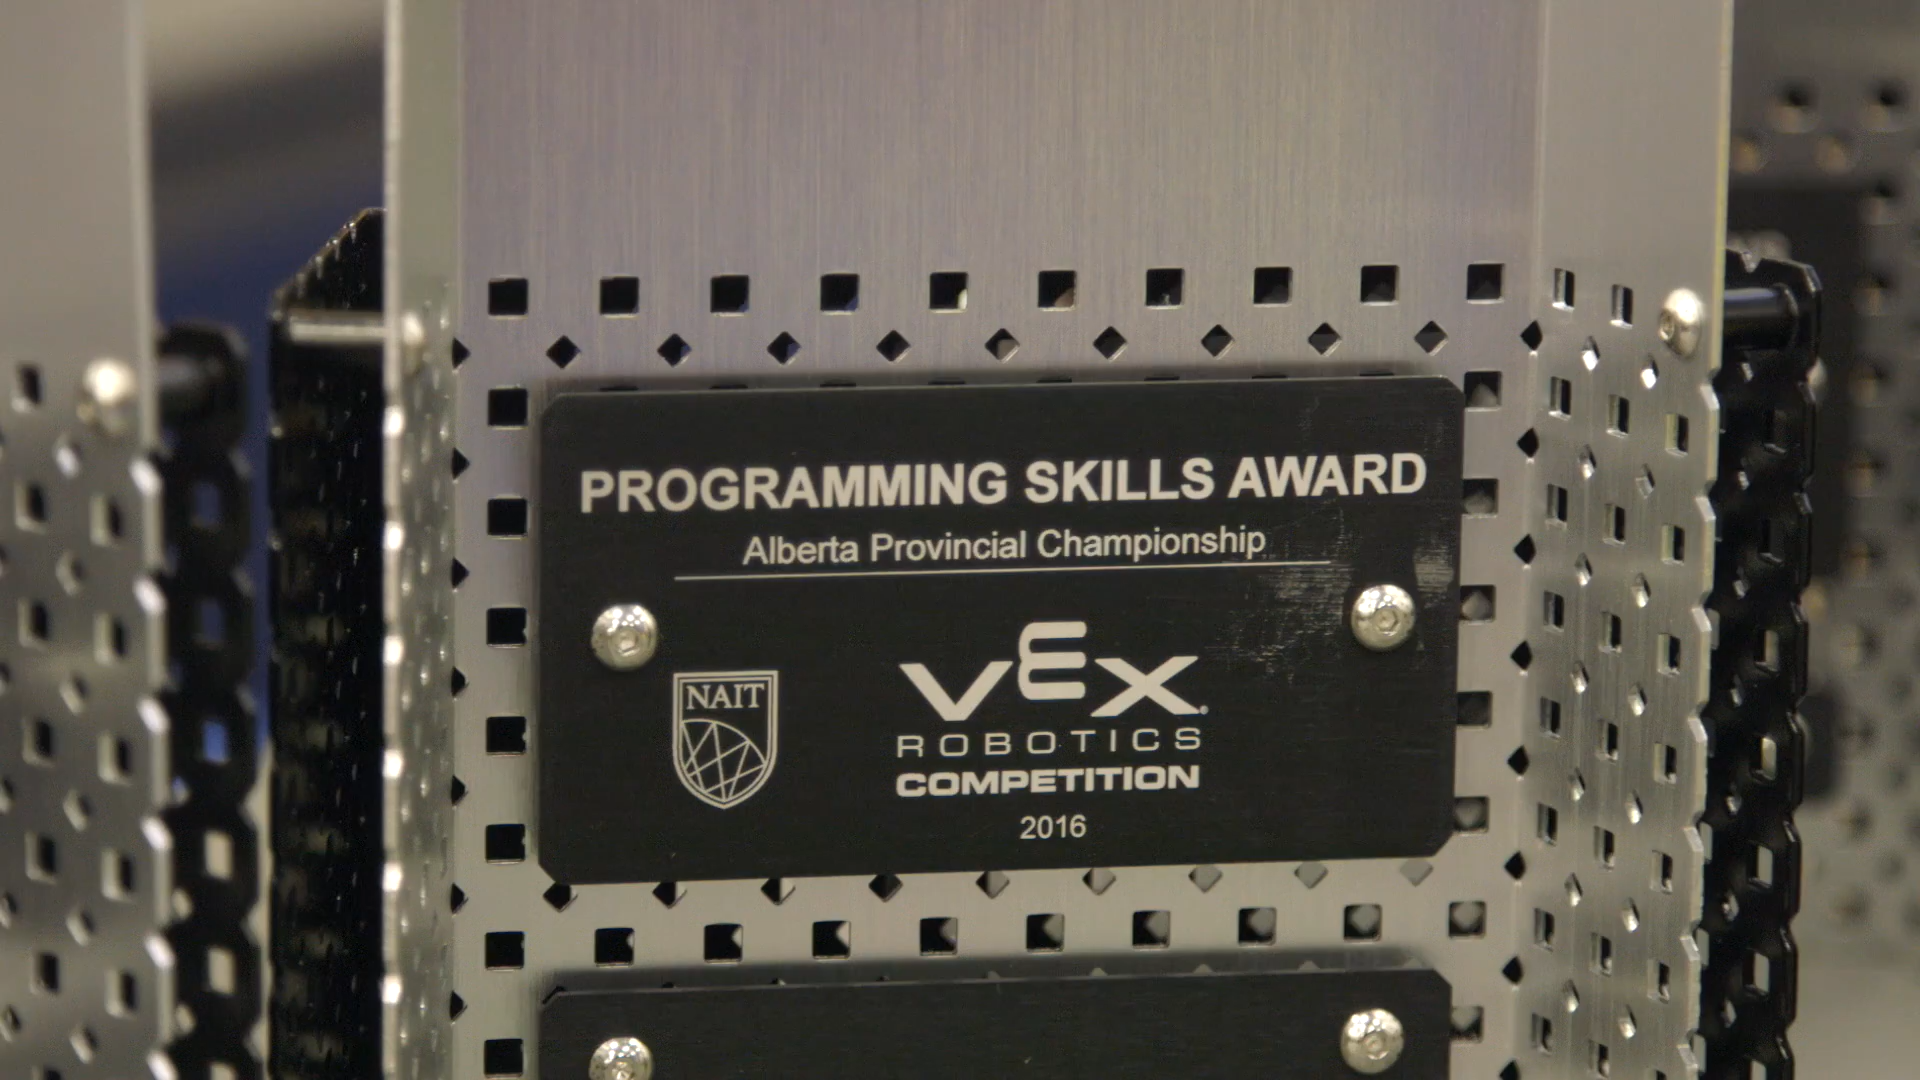 PROGRAMMING SKILLS AWARD
Alberta Provincial Championship
NAIT
VEX
ROBOTICS
COMPETITION
2016